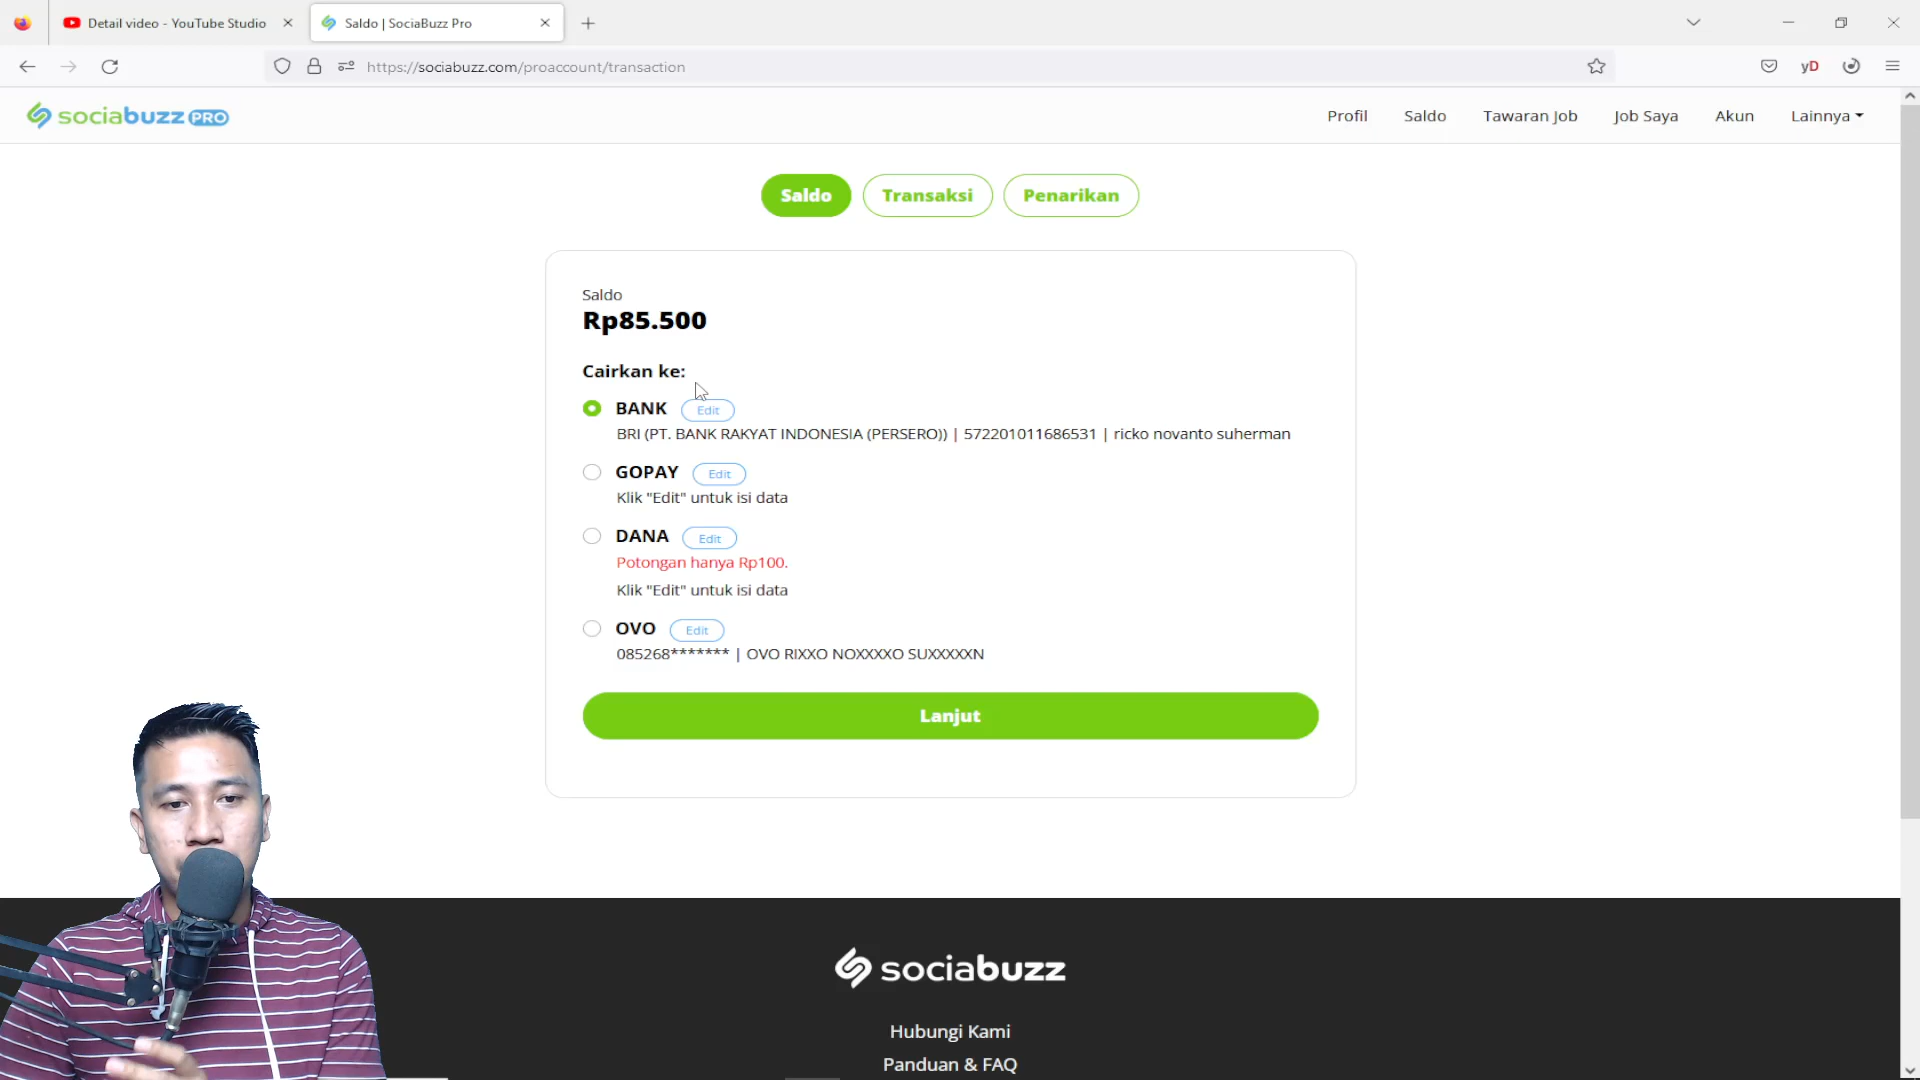 Detail video - YouTube Studio
Saldo | SociaBuzz Pro
https://sociabuzz.com/proaccount/transaction
yD
sociabuzz PRO
Profil
Saldo
Tawaran Job
Job Saya
Akun
Lainnya
Saldo
Transaksi
Penarikan
Saldo
Rp85.500
Cairkan ke:
BANK Edit
BRI (PT. BANK RAKYAT INDONESIA (PERSERO)) | 572201011686531 | ricko novanto suherman
GOPAY Edit
Klik "Edit" untuk isi data
DANA Edit
Potongan hanya Rp100.
Klik "Edit" untuk isi data
OVO Edit
085268******* | OVO RIXXO NOXXXXO SUXXXXXN
Lanjut
sociabuzz
Hubungi Kami
Panduan & FAQ